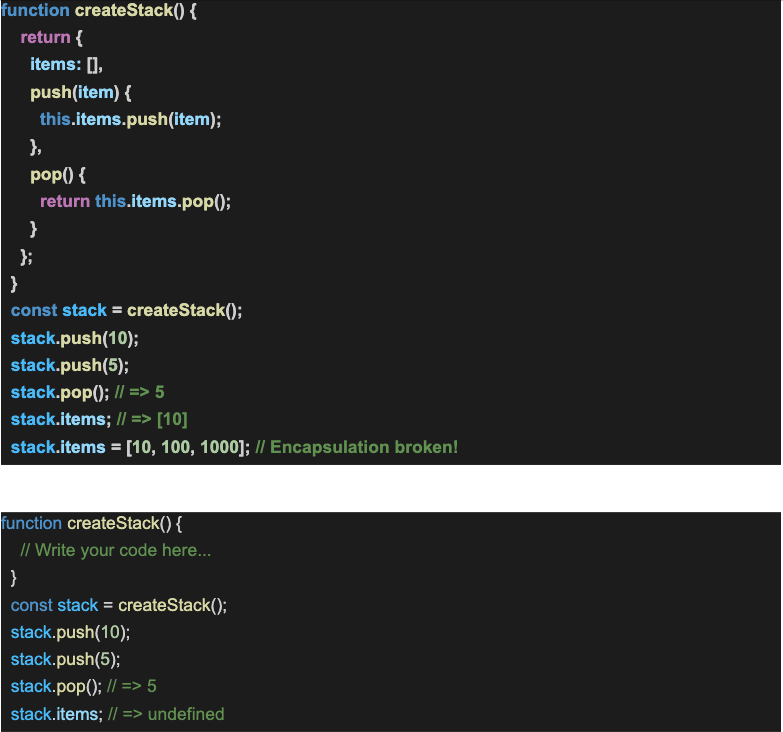 function createStack() {
return {
items: [],
push(item) {
this.items.push(item);
},
pop() {
return this.items.pop();
}
};
}
const stack = createStack();
stack.push(10);
stack.push(5);
stack.pop(); // => 5
stack.items; // => [10]
stack.items = [10, 100, 1000]; // Encapsulation broken!
function createStack() {
// Write your code here...
}
const stack = createStack();
stack.push(10);
stack.push(5);
stack.pop(); // => 5
stack.items; // => undefined